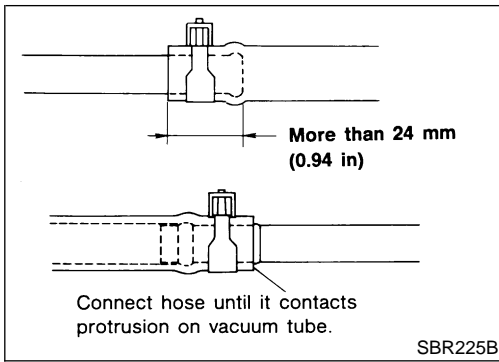 More than 24 mm
(0.94 in)
Connect hose until it contacts
protrusion on vacuum tube.
SBR225B